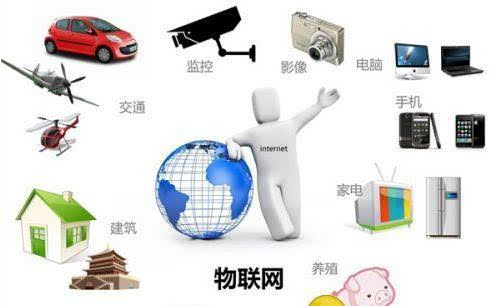 监控
影像
电脑
交通
手机
internet
家电
建筑
物联网
养殖